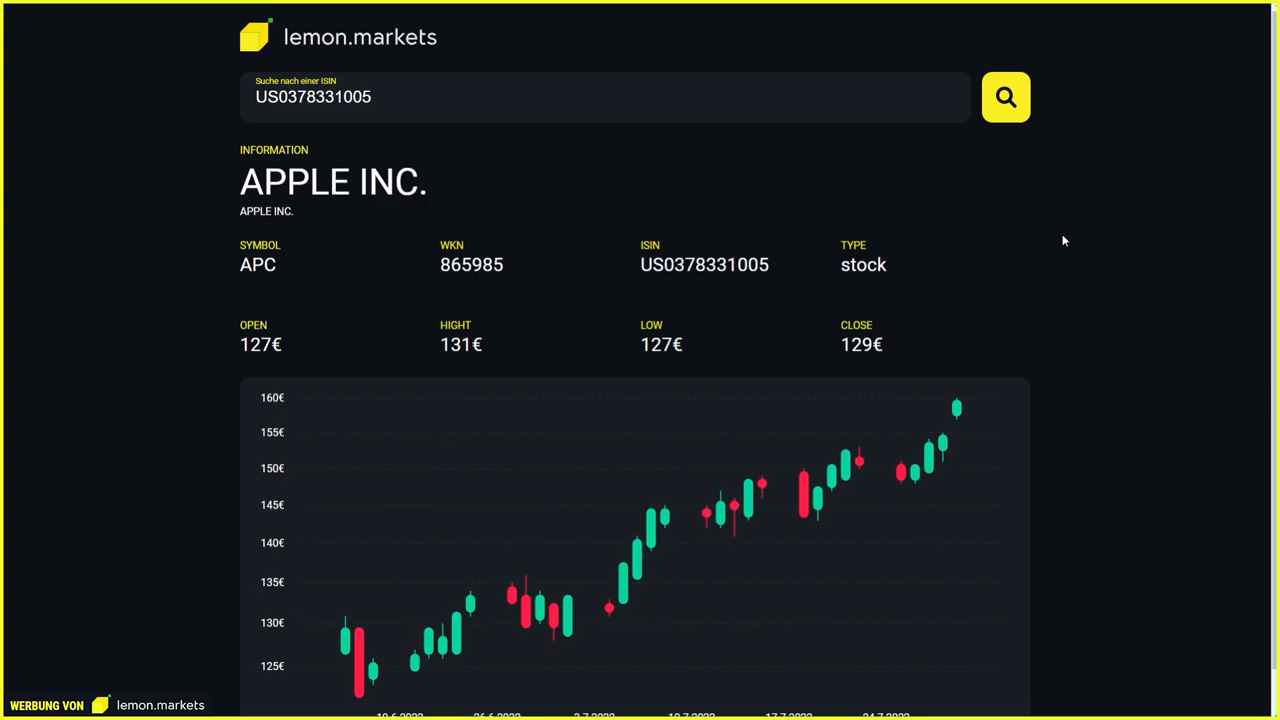 lemon.markets
Suche nach einer ISIN
US0378331005
INFORMATION
APPLE INC.
APPLE INC.
SYMBOL WKN ISIN TYPE
APC 865985 US0378331005 stock
OPEN HIGHT LOW CLOSE
127€ 131€ 127€ 129€
160€
155€
150€
145€
140€
135€
130€
125€
WERBUNG VON lemon.markets